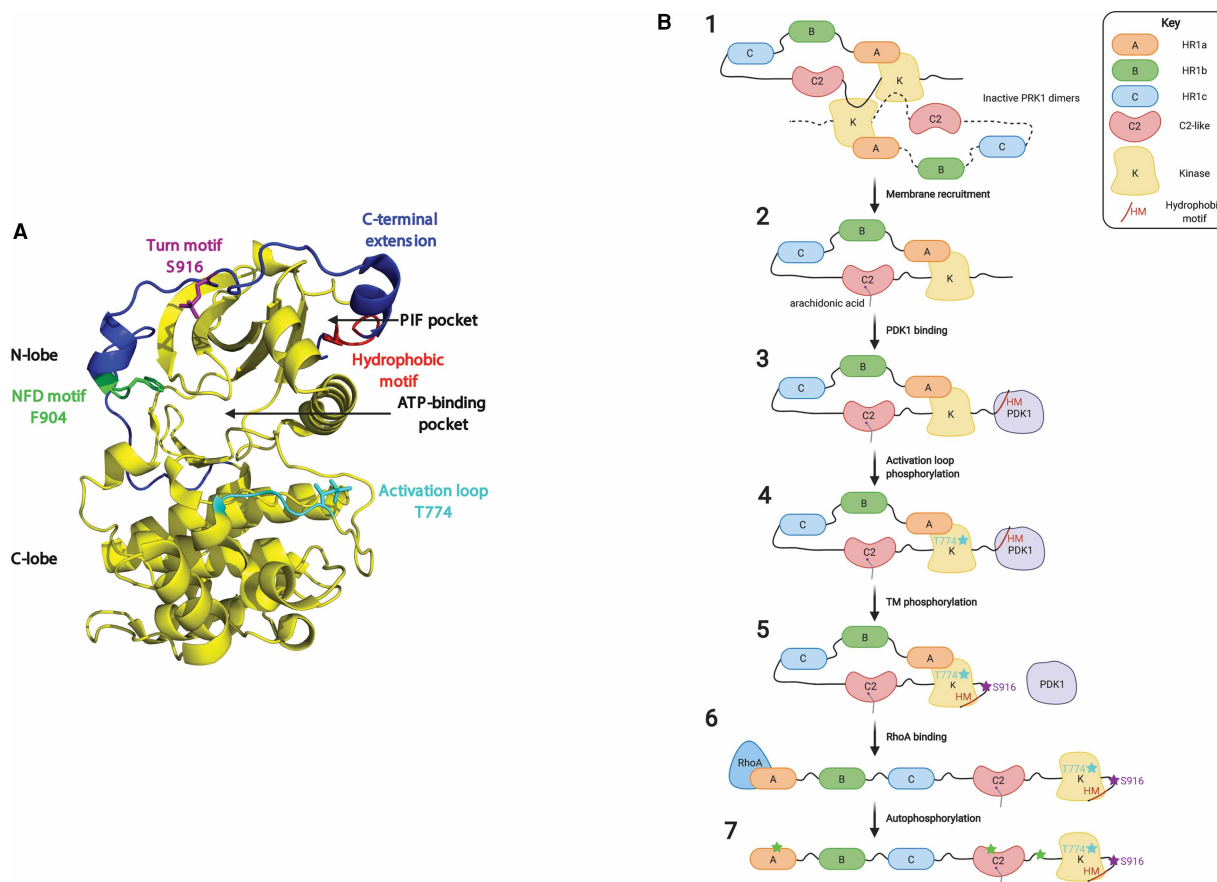 A
Turn motif
S916
C-terminal
extension
PIF pocket
N-lobe
Hydrophobic
motif
NFD motif
F904
ATP-binding
pocket
Activation loop
T774
C-lobe
B
1
B
C
A
C2
K
Inactive PRK1 dimers
K
C2
A
C
B
Key
A HR1a
B HR1b
C HR1c
C2 C2-like
K Kinase
HM Hydrophobi
motif
Membrane recruitment
2
B
C
A
C2
K
arachidonic acid
PDK1 binding
3
B
C
A
C2
K
HM
PDK1
Activation loop
phosphorylation
4
B
C
A
T774
C2
K
HM
PDK1
TM phosphorylation
5
B
C
A
T774
C2
K
HM
S916
PDK1
6
RhoA binding
RhoA
A
B
C
C2
T774
K
HM
S916
Autophosphorylation
7
A
B
C
C2
T774
K
HM
S916